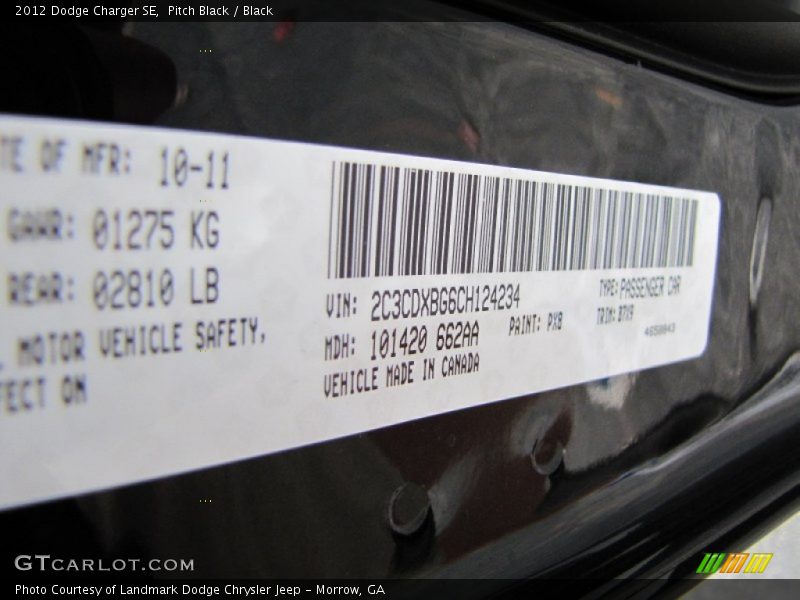 2012 Dodge Charger SE, Pitch Black / Black
TE OF MFR: 10-11
GAWR: 01275 KG
REAR: 02810 LB
MOTOR VEHICLE SAFETY,
FECT ON
VIN: 2C3CDXBG6CH124234
TYPE: PASSENGER CAR
MDH: 101420 662AA
PAINT: PX8
TRIM:
VEHICLE MADE IN CANADA
GTCARLOT.COM
Photo Courtesy of Landmark Dodge Chrysler Jeep - Morrow, GA